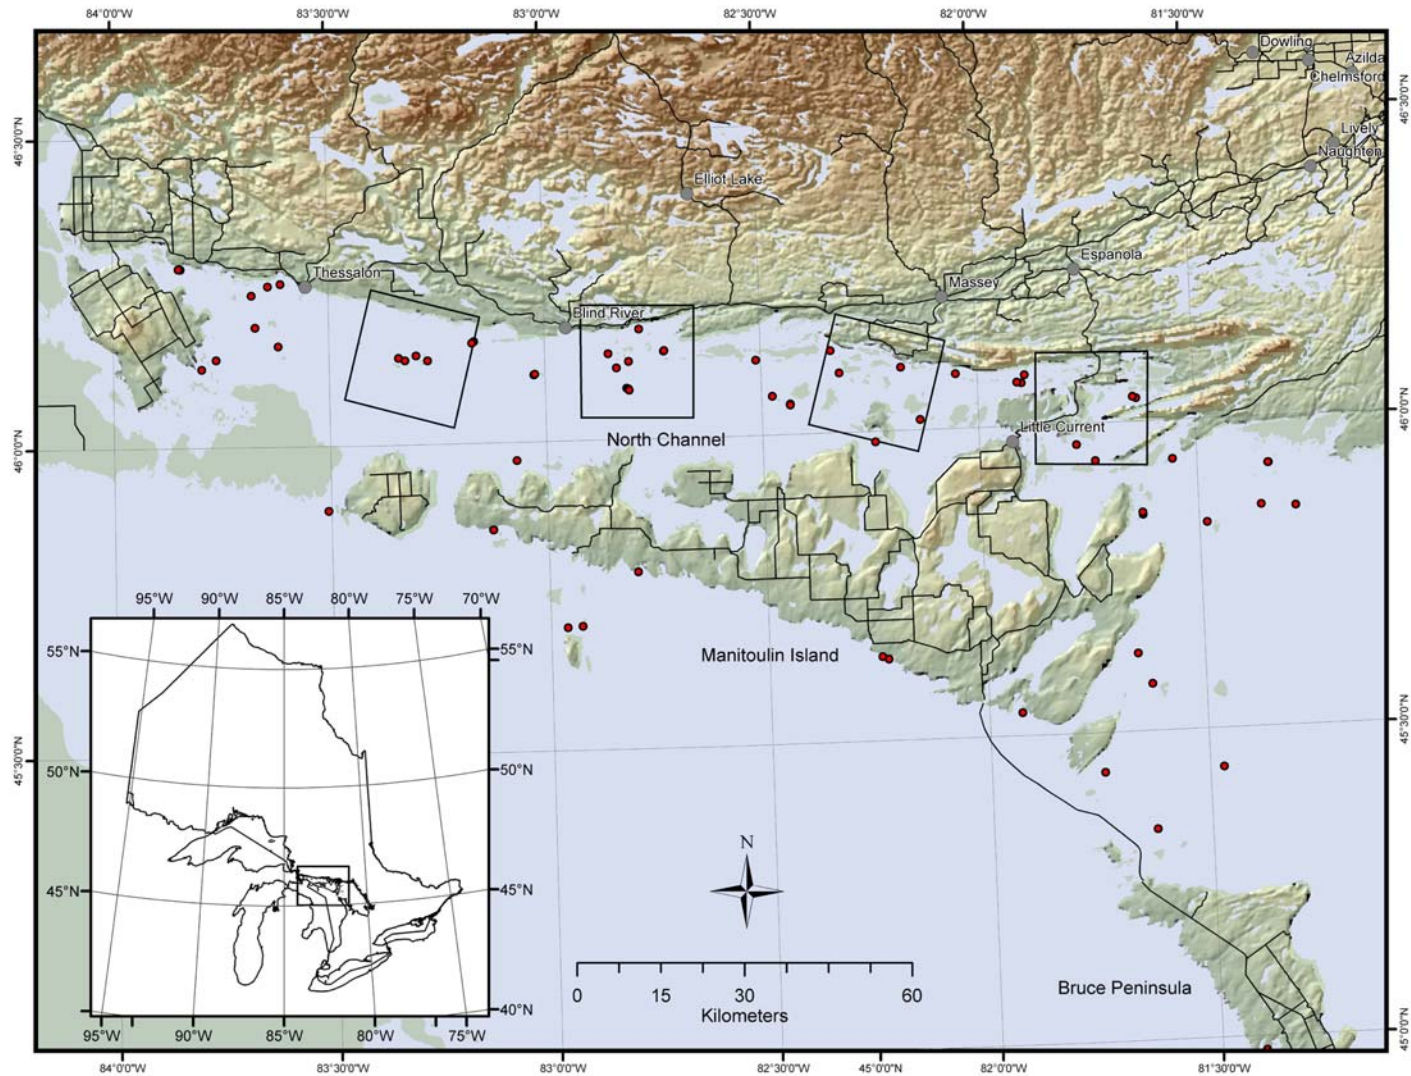 84°0'0"W 83°30'0"W 83°0'0"W 82°30'0"W 82°0'0"W 81°30'0"W
Dowling
Azilda
Chelmsford
46°30'0"N
46°30'0"N
Lively
Naughton
Elliot Lake
Espanola
Thessalon
Massey
Blind River
46°0'0"N
Little Current
North Channel
46°0'0"N
95°W 90°W 85°W 80°W 75°W 70°W
55°N
55°N
Manitoulin Island
45°30'0"N
45°30'0"N
50°N
50°N
N
45°N
45°N
0 15 30 60
Kilometers
Bruce Peninsula
40°N
95°W 90°W 85°W 80°W 75°W
45°0'0"N
84°0'0"W 83°30'0"W 83°0'0"W 82°30'0"W 45°0'0"N 82°0'0"W 81°30'0"W